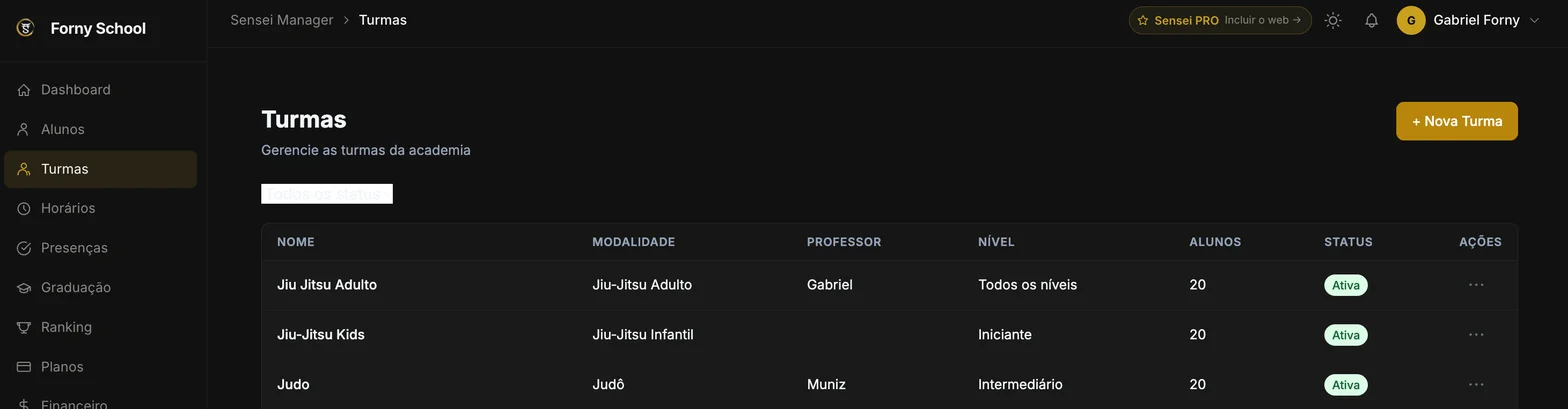 Forny School
Sensei Manager > Turmas
Sensei PRO Incluir o web →
G Gabriel Forny
Dashboard
Alunos
Turmas
Horários
Presenças
Graduação
Ranking
Planos
Financeiro
Turmas
Gerencie as turmas da academia
+ Nova Turma
Todos os status
NOME MODALIDADE PROFESSOR NÍVEL ALUNOS STATUS AÇÕES
Jiu Jitsu Adulto Jiu-Jitsu Adulto Gabriel Todos os níveis 20 Ativa ...
Jiu-Jitsu Kids Jiu-Jitsu Infantil Iniciante 20 Ativa ...
Judo Judô Muniz Intermediário 20 Ativa ...